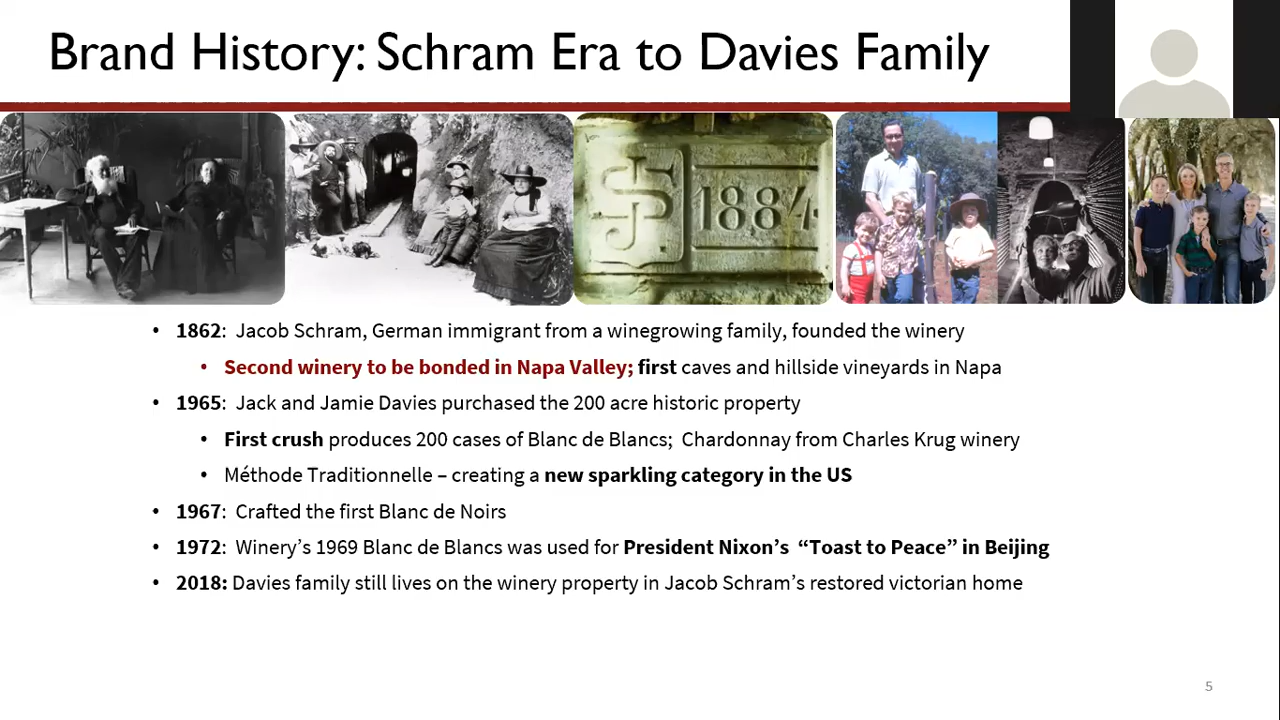 Brand History: Schram Era to Davies Family
JS 1884
• 1862: Jacob Schram, German immigrant from a winegrowing family, founded the winery
• Second winery to be bonded in Napa Valley; first caves and hillside vineyards in Napa
• 1965: Jack and Jamie Davies purchased the 200 acre historic property
• First crush produces 200 cases of Blanc de Blancs; Chardonnay from Charles Krug winery
• Méthode Traditionnelle – creating a new sparkling category in the US
• 1967: Crafted the first Blanc de Noirs
• 1972: Winery’s 1969 Blanc de Blancs was used for President Nixon’s “Toast to Peace” in Beijing
• 2018: Davies family still lives on the winery property in Jacob Schram’s restored victorian home
5